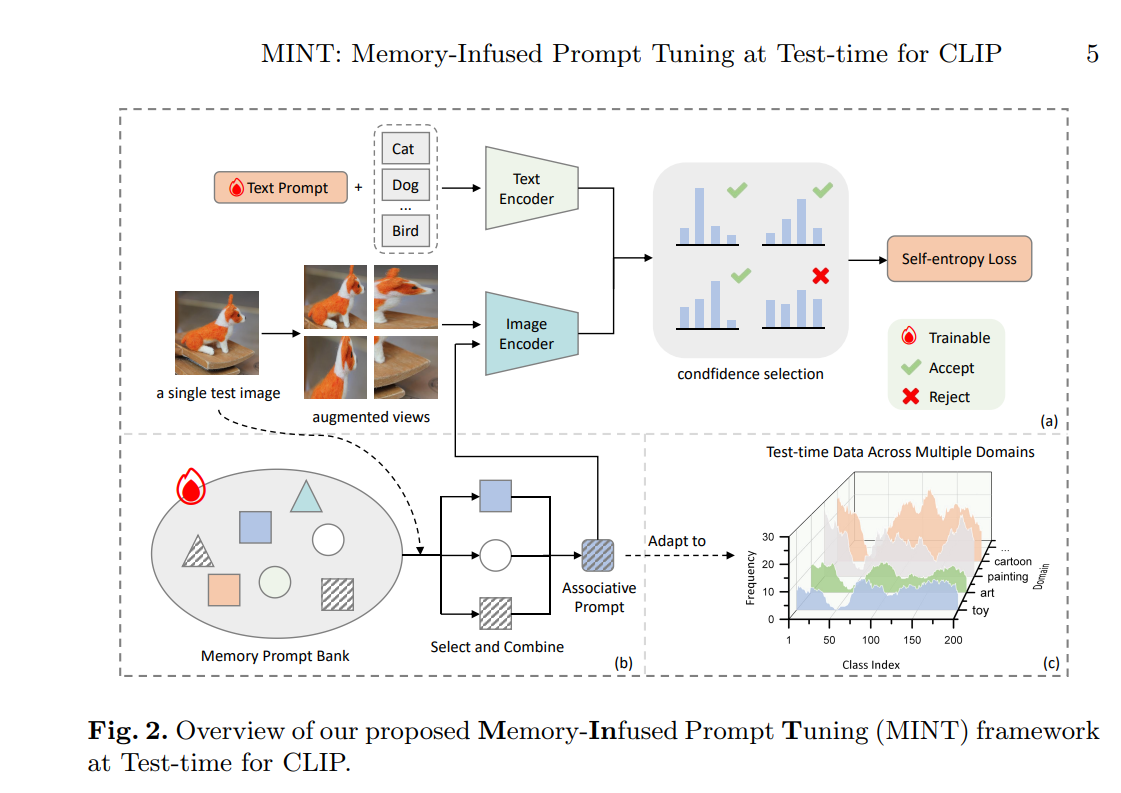 MINT: Memory-Infused Prompt Tuning at Test-time for CLIP 5
Text Prompt +
Cat
Dog
...
Bird
Text
Encoder
Self-entropy Loss
Image
Encoder
a single test image
augmented views
condfidence selection
Trainable
Accept
Reject
(a)
Memory Prompt Bank
Select and Combine
Associative
Prompt
(b)
Adapt to
Test-time Data Across Multiple Domains
Frequency
30
20
10
0
1 50 100 150 200
Class Index
...
cartoon
painting
art
toy
Domain
(c)
Fig. 2. Overview of our proposed Memory-Infused Prompt Tuning (MINT) framework
at Test-time for CLIP.